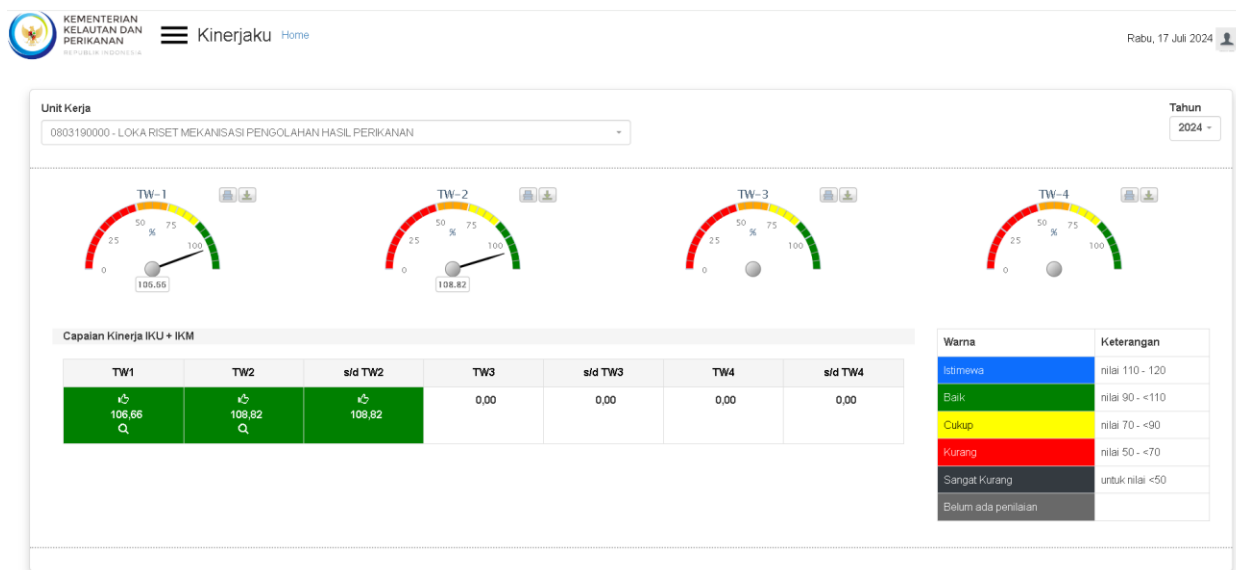 KEMENTERIAN
KELAUTAN DAN
PERIKANAN
REPUBLIK INDONESIA
Kinerjaku Home
Rabu, 17 Juli 2024
Unit Kerja
Tahun
0803190000 - LOKA RISET MEKANISASI PENGOLAHAN HASIL PERIKANAN
2024
TW-1
0 25 50 75 100
%
105.55
TW-2
0 25 50 75 100
%
108.82
TW-3
0 25 50 75 100
%
TW-4
0 25 50 75 100
%
Capaian Kinerja IKU + IKM
TW1 TW2 s/d TW2 TW3 s/d TW3 TW4 s/d TW4
106,66 108,82 108,82 0,00 0,00 0,00 0,00
Warna Keterangan
Istimewa nilai 110 - 120
Baik nilai 90 - <110
Cukup nilai 70 - <90
Kurang nilai 50 - <70
Sangat Kurang untuk nilai <50
Belum ada penilaian